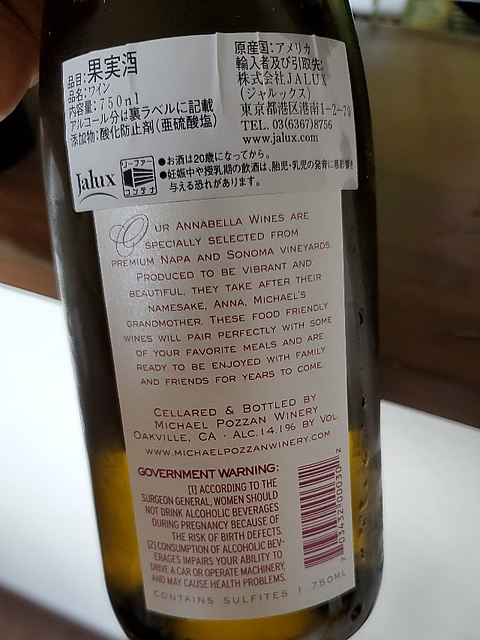 品目:果実酒
品名:ワイン
内容量:750ml
アルコール分は裏ラベルに記載
添加物:酸化防止剤(亜硫酸塩)
原産国:アメリカ
輸入者及び引取先:
株式会社JALUX
(ジャルックス)
東京都港区港南1-2-70
TEL. 03(6367)8756
www.jalux.com
Jalux
リーファー
コンテナ
●お酒は20歳になってから。
●妊娠中や授乳期の飲酒は、胎児・乳児の発育に悪影響を
与える恐れがあります。
OUR ANNABELLA WINES ARE
SPECIALLY SELECTED FROM
PREMIUM NAPA AND SONOMA VINEYARDS.
PRODUCED TO BE VIBRANT AND
BEAUTIFUL, THEY TAKE AFTER THEIR
NAMESAKE, ANNA, MICHAEL'S
GRANDMOTHER. THESE FOOD FRIENDLY
WINES WILL PAIR PERFECTLY WITH SOME
OF YOUR FAVORITE MEALS AND ARE
READY TO BE ENJOYED WITH FAMILY
AND FRIENDS FOR YEARS TO COME.
CELLARED & BOTTLED BY
MICHAEL POZZAN WINERY
OAKVILLE, CA · ALC.14.1% BY VOL.
WWW.MICHAELPOZZANWINERY.COM
GOVERNMENT WARNING:
[1] ACCORDING TO THE
SURGEON GENERAL, WOMEN SHOULD
NOT DRINK ALCOHOLIC BEVERAGES
DURING PREGNANCY BECAUSE OF
THE RISK OF BIRTH DEFECTS.
[2] CONSUMPTION OF ALCOHOLIC BEV-
ERAGES IMPAIRS YOUR ABILITY TO
DRIVE A CAR OR OPERATE MACHINERY,
AND MAY CAUSE HEALTH PROBLEMS.
CONTAINS SULFITES | 750ML